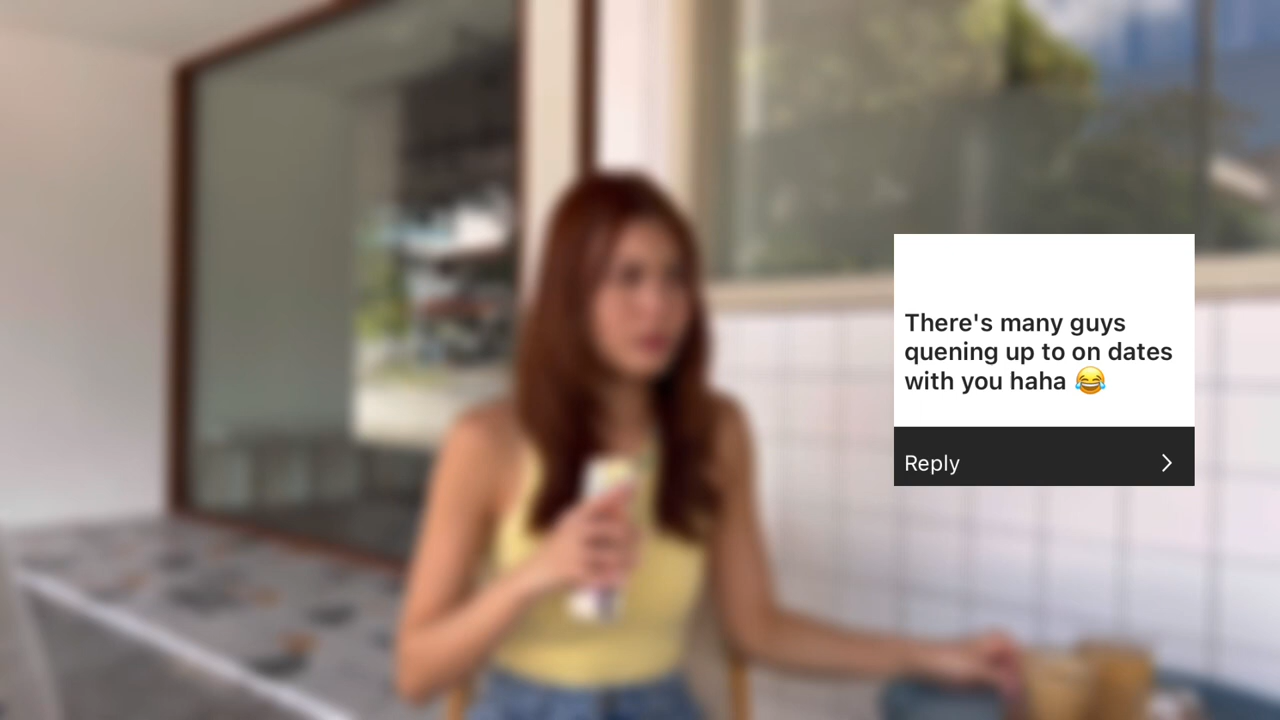 There's many guys
quening up to on dates
with you haha 😂
Reply